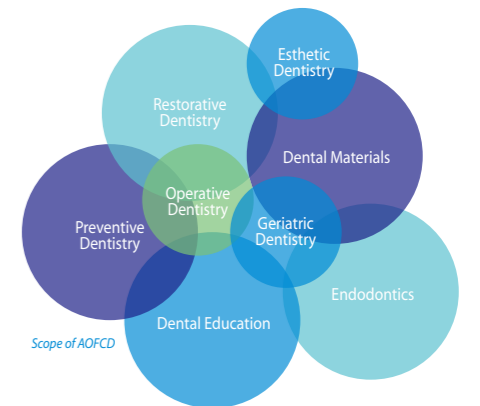 Esthetic
Dentistry
Restorative
Dentistry
Dental Materials
Operative
Dentistry
Preventive
Dentistry
Geriatric
Dentistry
Endodontics
Dental Education
Scope of AOFCD